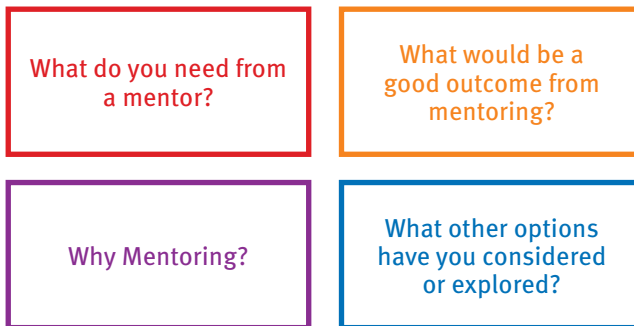 What do you need from
a mentor?
What would be a
good outcome from
mentoring?
Why Mentoring?
What other options
have you considered
or explored?